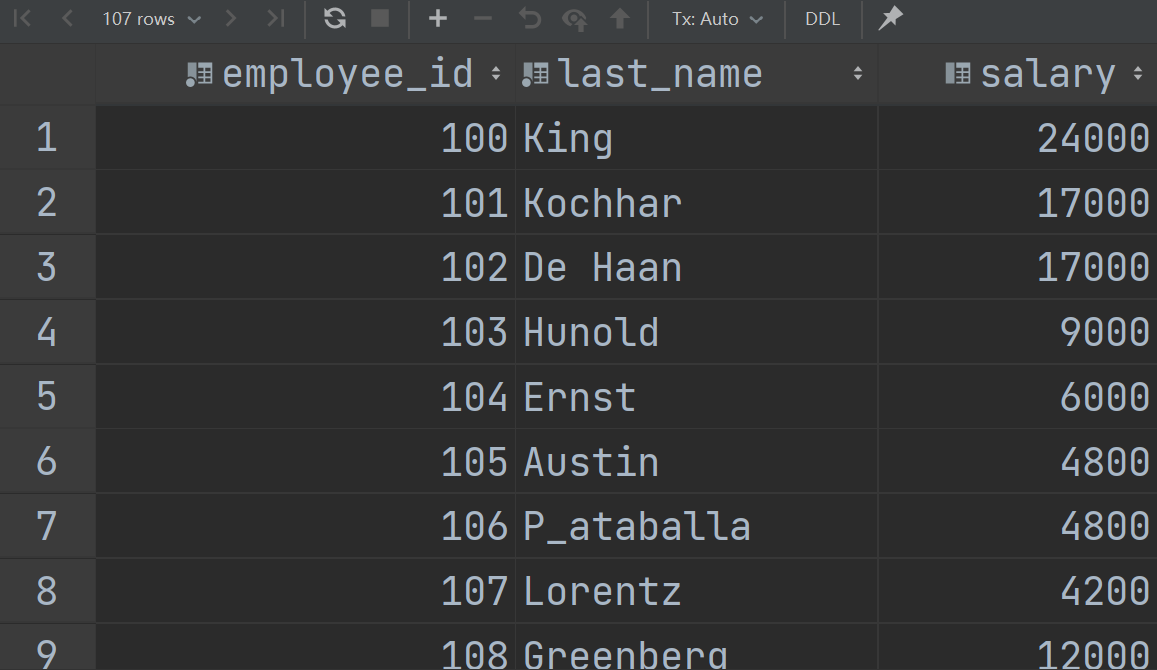 107 rows Tx: Auto DDL
employee_id last_name salary
1 100 King 24000
2 101 Kochhar 17000
3 102 De Haan 17000
4 103 Hunold 9000
5 104 Ernst 6000
6 105 Austin 4800
7 106 P_ataballa 4800
8 107 Lorentz 4200
9 108 Greenberg 12000